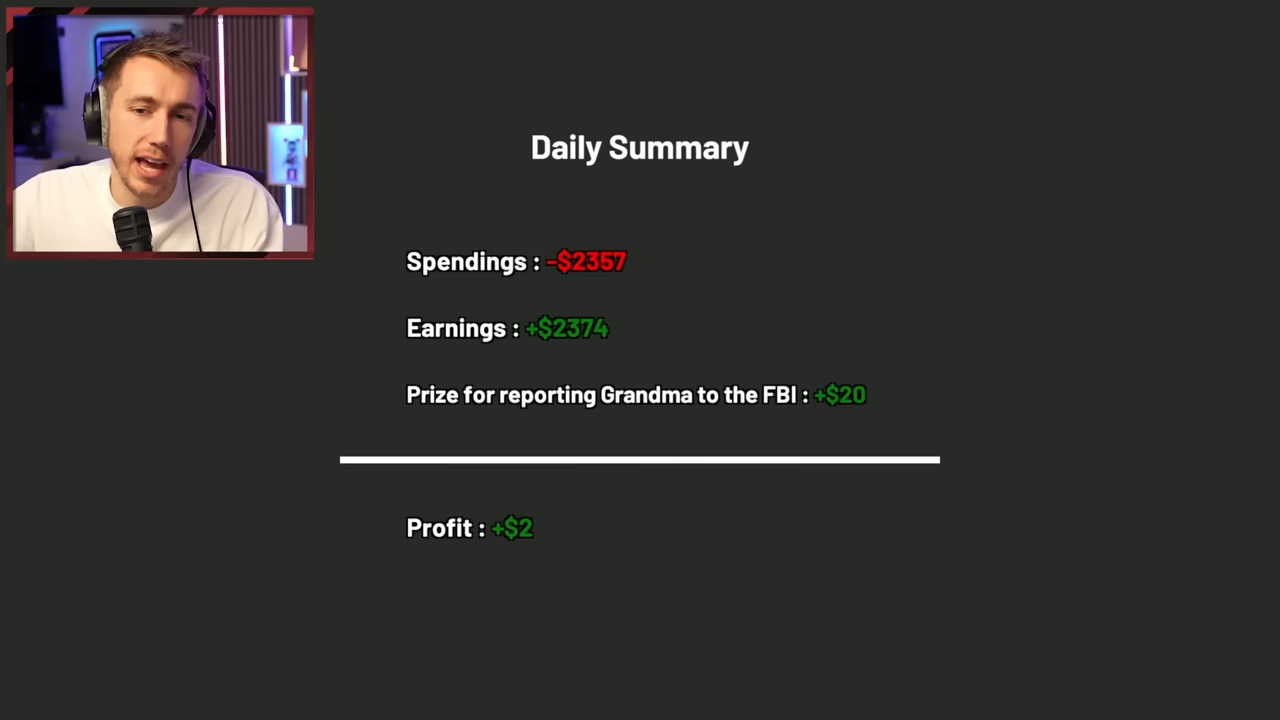 Daily Summary
Spendings : -$2357
Earnings : +$2374
Prize for reporting Grandma to the FBI : +$20
Profit : +$2